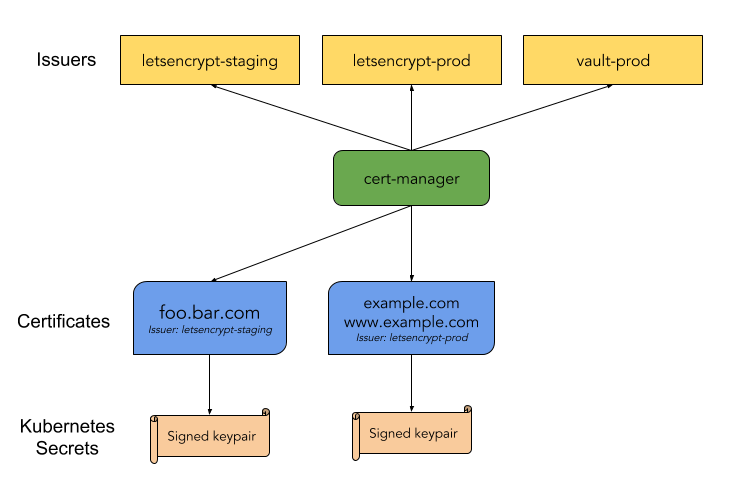 Issuers
letsencrypt-staging
letsencrypt-prod
vault-prod
cert-manager
Certificates
foo.bar.com
Issuer: letsencrypt-staging
example.com
www.example.com
Issuer: letsencrypt-prod
Kubernetes
Secrets
Signed keypair
Signed keypair